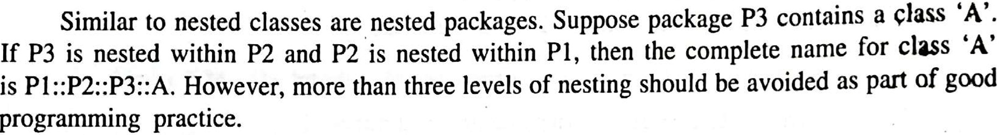 Similar to nested classes are nested packages. Suppose package P3 contains a class ‘A’.
If P3 is nested within P2 and P2 is nested within P1, then the complete name for class ‘A’
is P1::P2::P3::A. However, more than three levels of nesting should be avoided as part of good
programming practice.